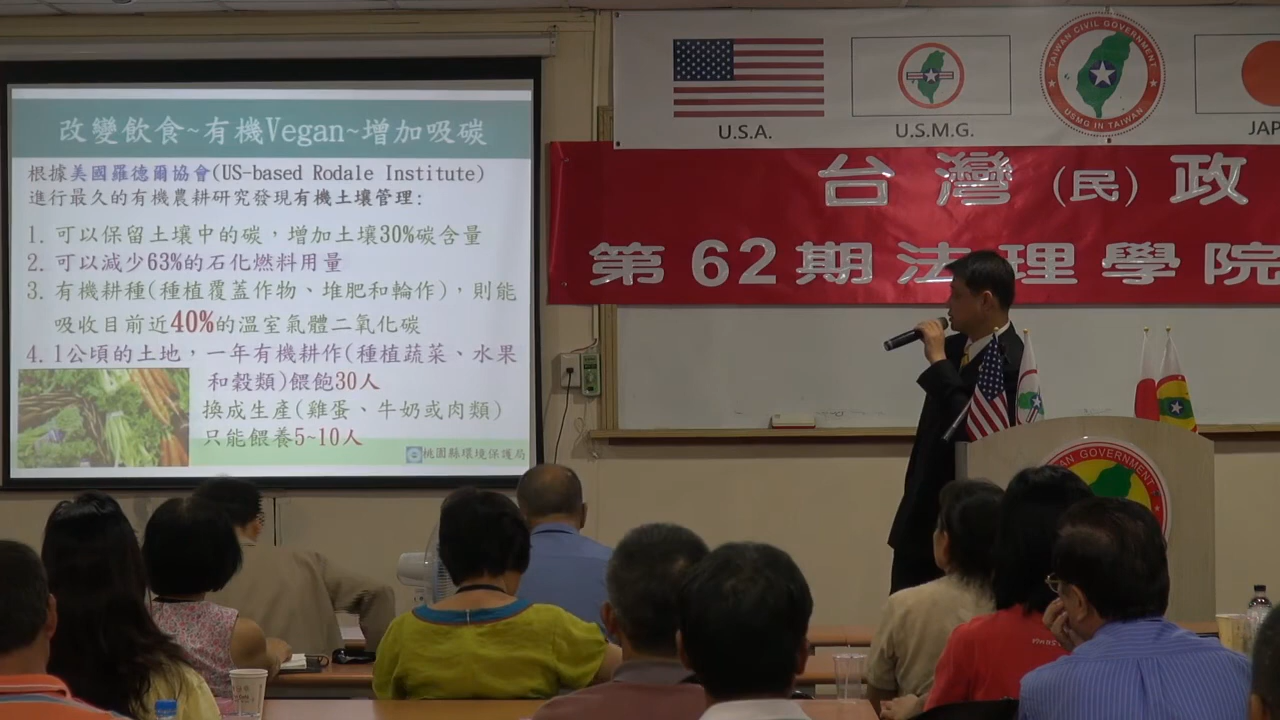 改變飲食~有機Vegan~增加吸碳
根據美國羅德爾協會(US-based Rodale Institute)
進行最久的有機農耕研究發現有機土壤管理:
1. 可以保留土壤中的碳，增加土壤30%碳含量
2. 可以減少63%的石化燃料用量
3. 有機耕種(種植覆蓋作物、堆肥和輪作)，則能
吸收目前近40%的溫室氣體二氧化碳
4. 1公頃的土地，一年有機耕作(種植蔬菜、水果
和穀類)餵飽30人
換成生產(雞蛋、牛奶或肉類)
只能餵養5~10人
桃園縣環境保護局
U.S.A.
U.S.M.G.
TAIWAN CIVIL GOVERNMENT
USMG IN TAIWAN
JAP
台灣(民)政
第62期法理學院
GOVERNMENT